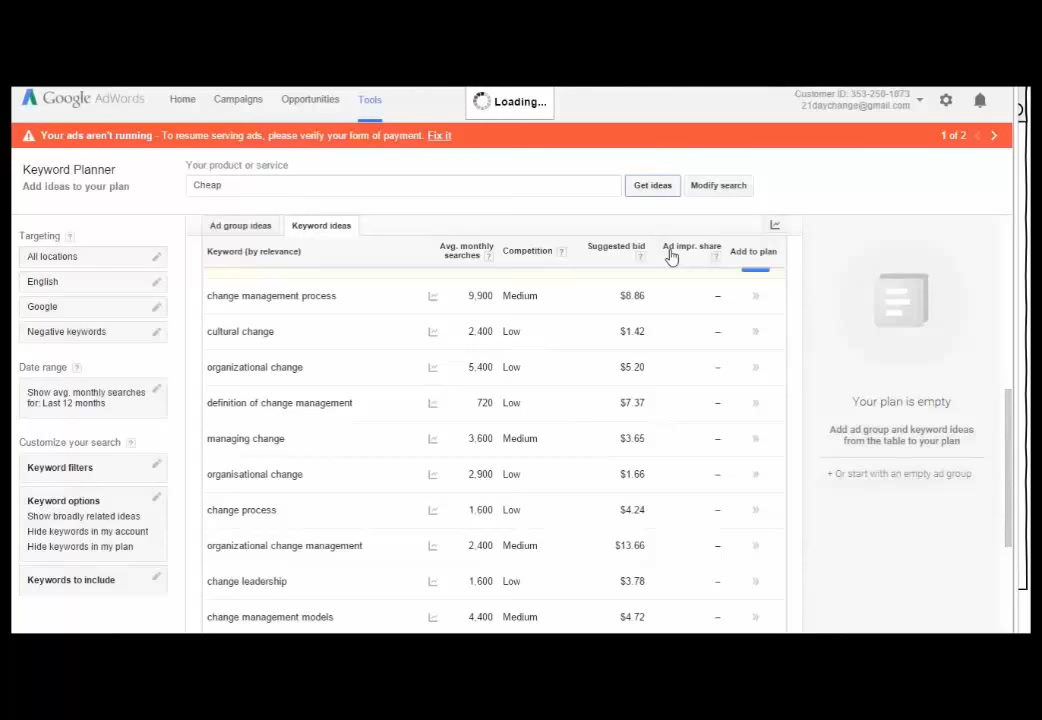 Google AdWords Home Campaigns Opportunities Tools Loading... Customer ID: 353-250-1873
21daychange@gmail.com
Your ads aren't running - To resume serving ads, please verify your form of payment. Fix it 1 of 2
Keyword Planner
Add ideas to your plan
Your product or service
Cheap Get ideas Modify search
Targeting ?
All locations
English
Google
Negative keywords
Date range ?
Show avg. monthly searches
for: Last 12 months
Customize your search ?
Keyword filters
Keyword options
Show broadly related ideas
Hide keywords in my account
Hide keywords in my plan
Keywords to include
Ad group ideas Keyword ideas
Keyword (by relevance) Avg. monthly searches ? Competition ? Suggested bid ? Ad impr. share ? Add to plan
change management process 9,900 Medium $8.86 –
cultural change 2,400 Low $1.42 –
organizational change 5,400 Low $5.20 –
definition of change management 720 Low $7.37 –
managing change 3,600 Medium $3.65 –
organisational change 2,900 Low $1.66 –
change process 1,600 Low $4.24 –
organizational change management 2,400 Medium $13.66 –
change leadership 1,600 Low $3.78 –
change management models 4,400 Medium $4.72 –
Your plan is empty
Add ad group and keyword ideas
from the table to your plan
+ Or start with an empty ad group